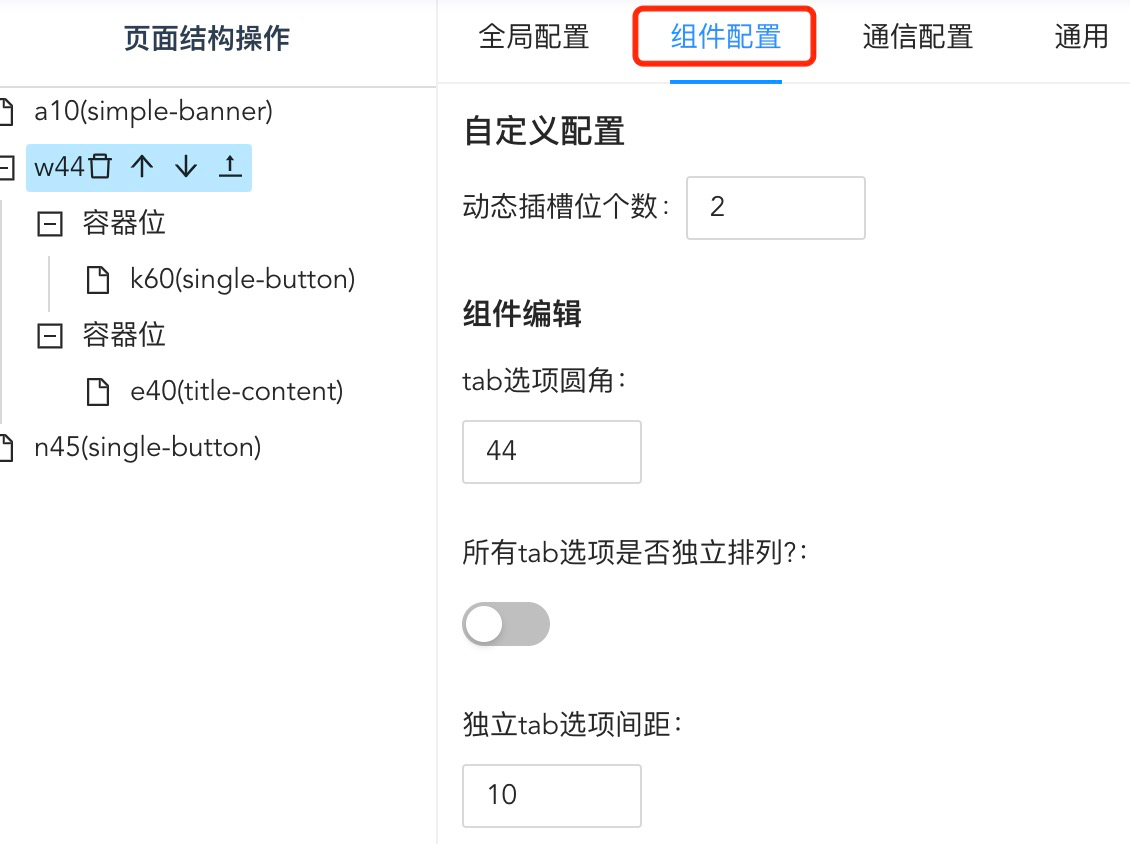 页面结构操作
a10(simple-banner)
w44
容器位
k60(single-button)
容器位
e40(title-content)
n45(single-button)
全局配置 组件配置 通信配置 通用
自定义配置
动态插槽位个数: 2
组件编辑
tab选项圆角:
44
所有tab选项是否独立排列?:
独立tab选项间距:
10